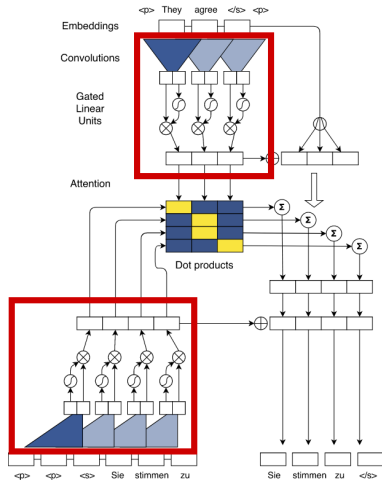 <p> They agree </s> <p>
Embeddings
Convolutions
Gated
Linear
Units
Attention
Σ
Σ
Σ
Σ
Dot products
<p> <p> <s> Sie stimmen zu
Sie stimmen zu </s>